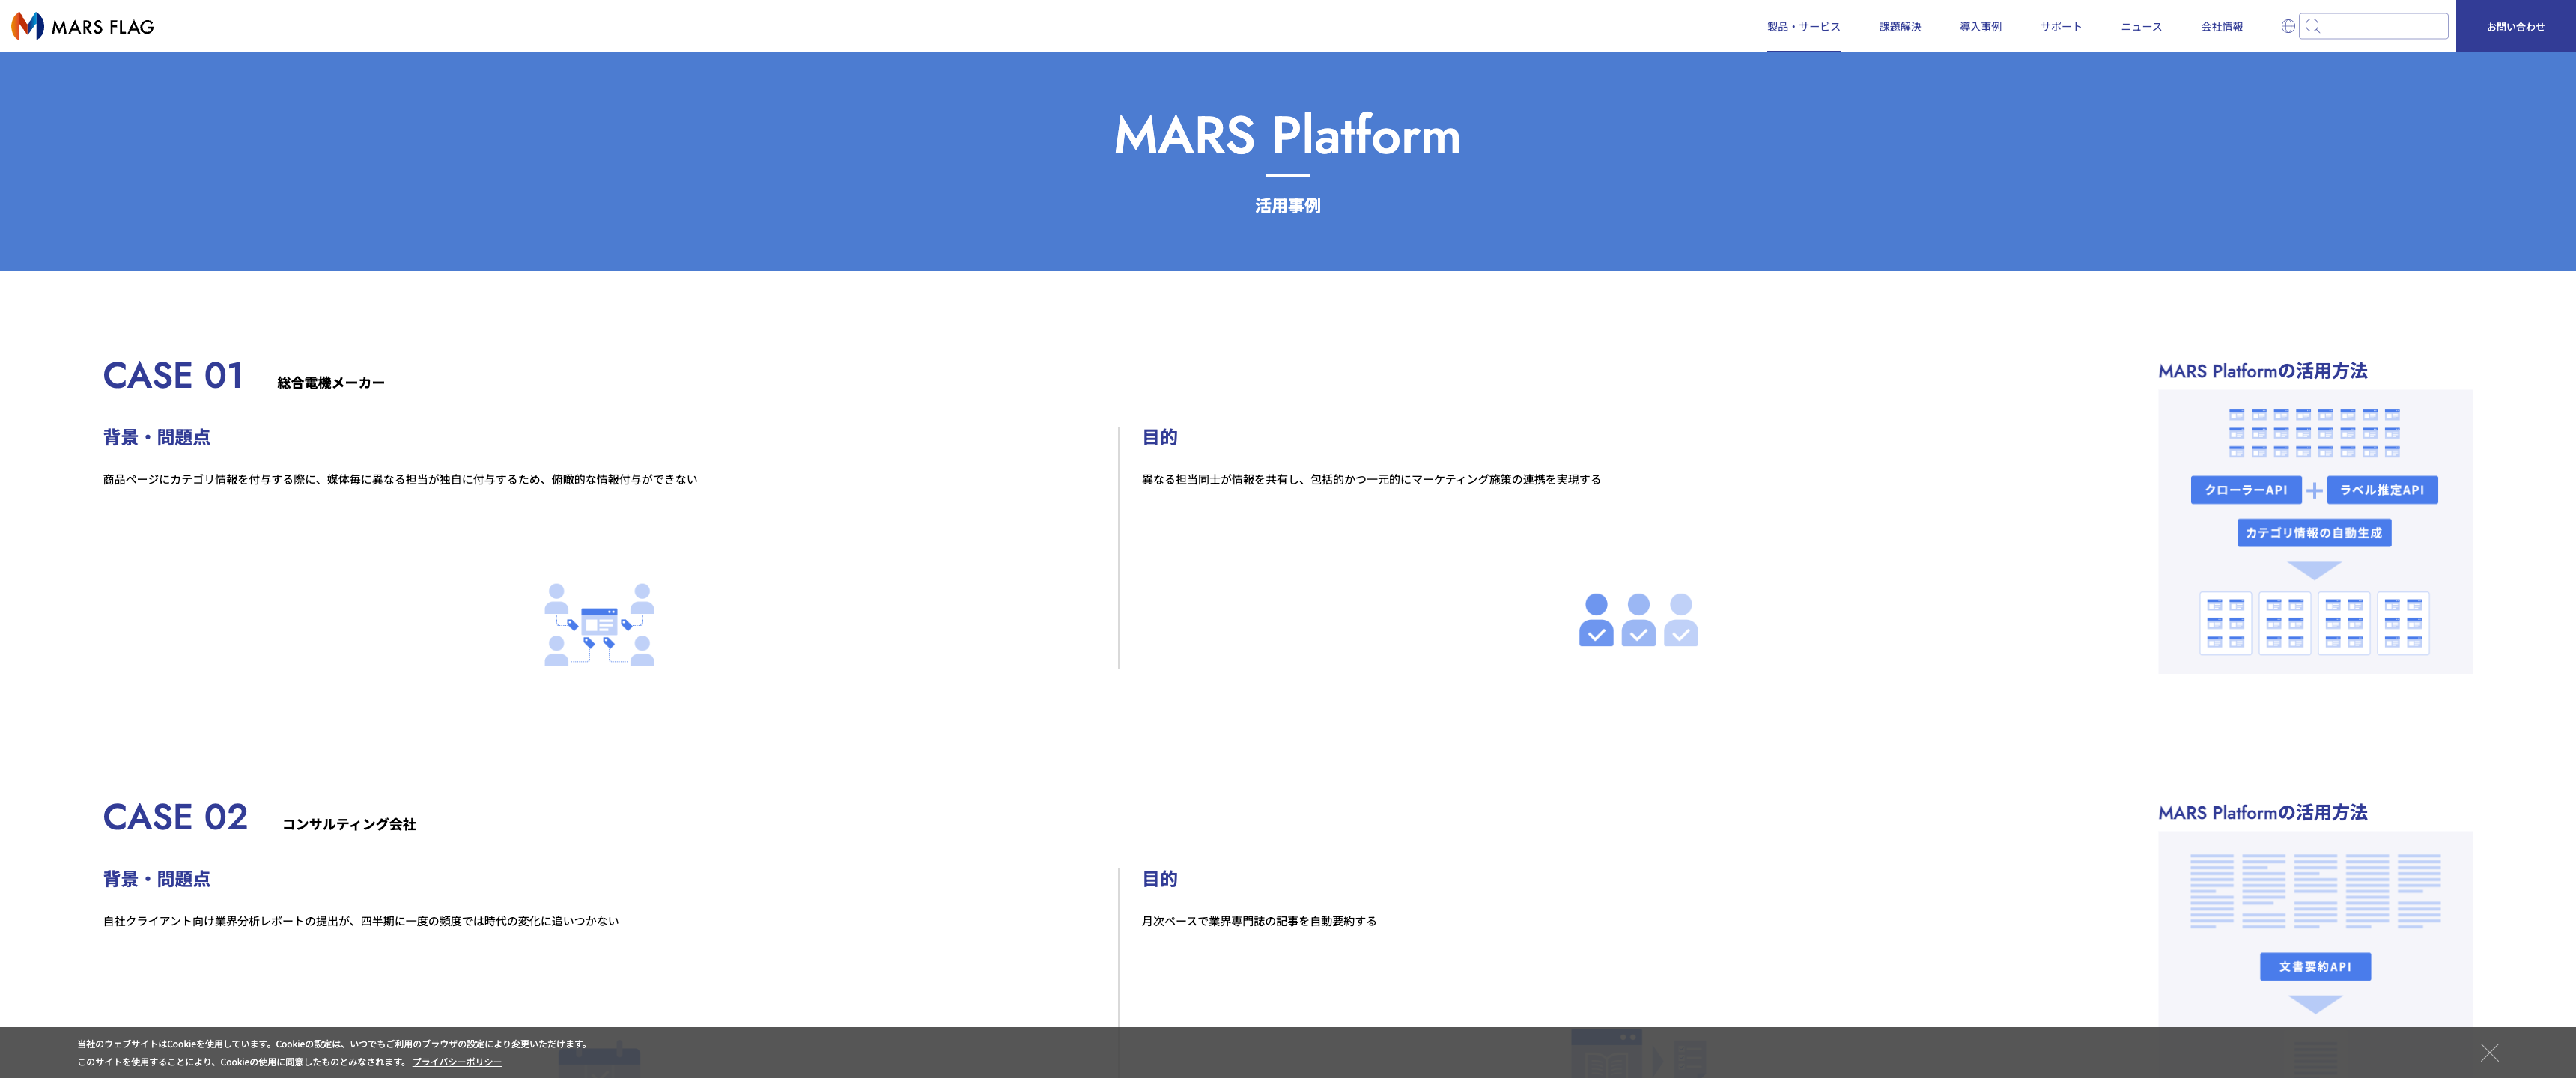 MARS FLAG
製品・サービス
課題解決
導入事例
サポート
ニュース
会社情報
お問い合わせ
MARS Platform
活用事例
CASE 01
総合電機メーカー
背景・問題点
商品ページにカテゴリ情報を付与する際に、媒体毎に異なる担当が独自に付与するため、俯瞰的な情報付与ができない
目的
異なる担当同士が情報を共有し、包括的かつ一元的にマーケティング施策の連携を実現する
MARS Platformの活用方法
クローラーAPI
ラベル推定API
カテゴリ情報の自動生成
CASE 02
コンサルティング会社
背景・問題点
自社クライアント向け業界分析レポートの提出が、四半期に一度の頻度では時代の変化に追いつかない
目的
月次ペースで業界専門誌の記事を自動要約する
MARS Platformの活用方法
文書要約API
当社のウェブサイトはCookieを使用しています。Cookieの設定は、いつでもご利用のブラウザの設定により変更いただけます。
このサイトを使用することにより、Cookieの使用に同意したものとみなされます。 プライバシーポリシー